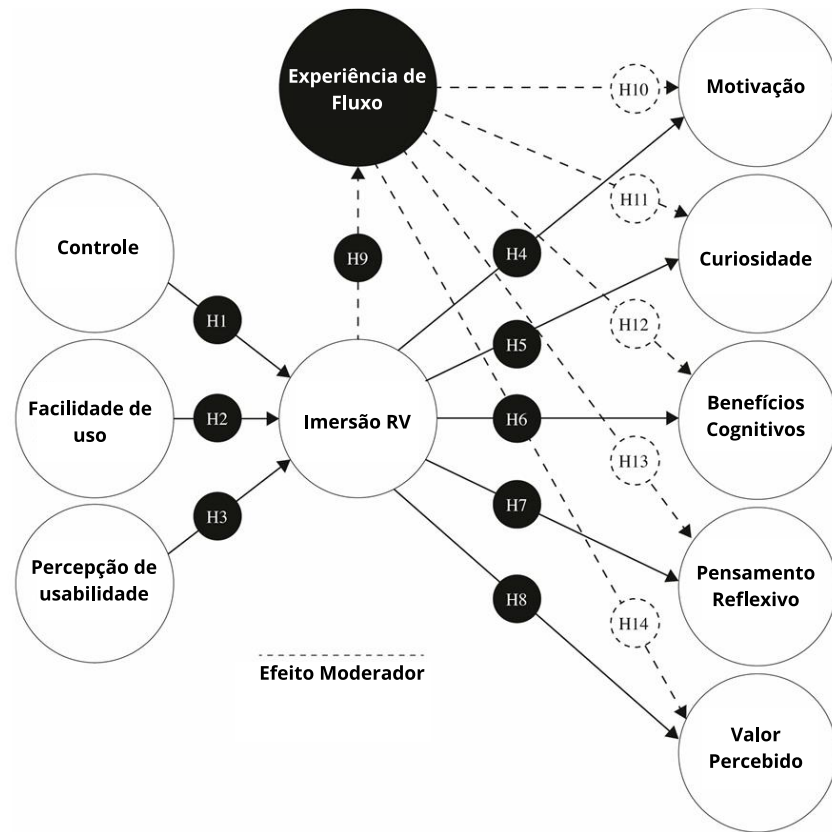 Experiência de
Fluxo
H10
Motivação
H11
Controle
H9
H4
Curiosidade
H1
H5
H12
Facilidade de
uso
H2
Imersão RV
H6
Benefícios
Cognitivos
H13
H3
H7
Percepção de
usabilidade
Pensamento
Reflexivo
H8
H14
Efeito Moderador
Valor
Percebido